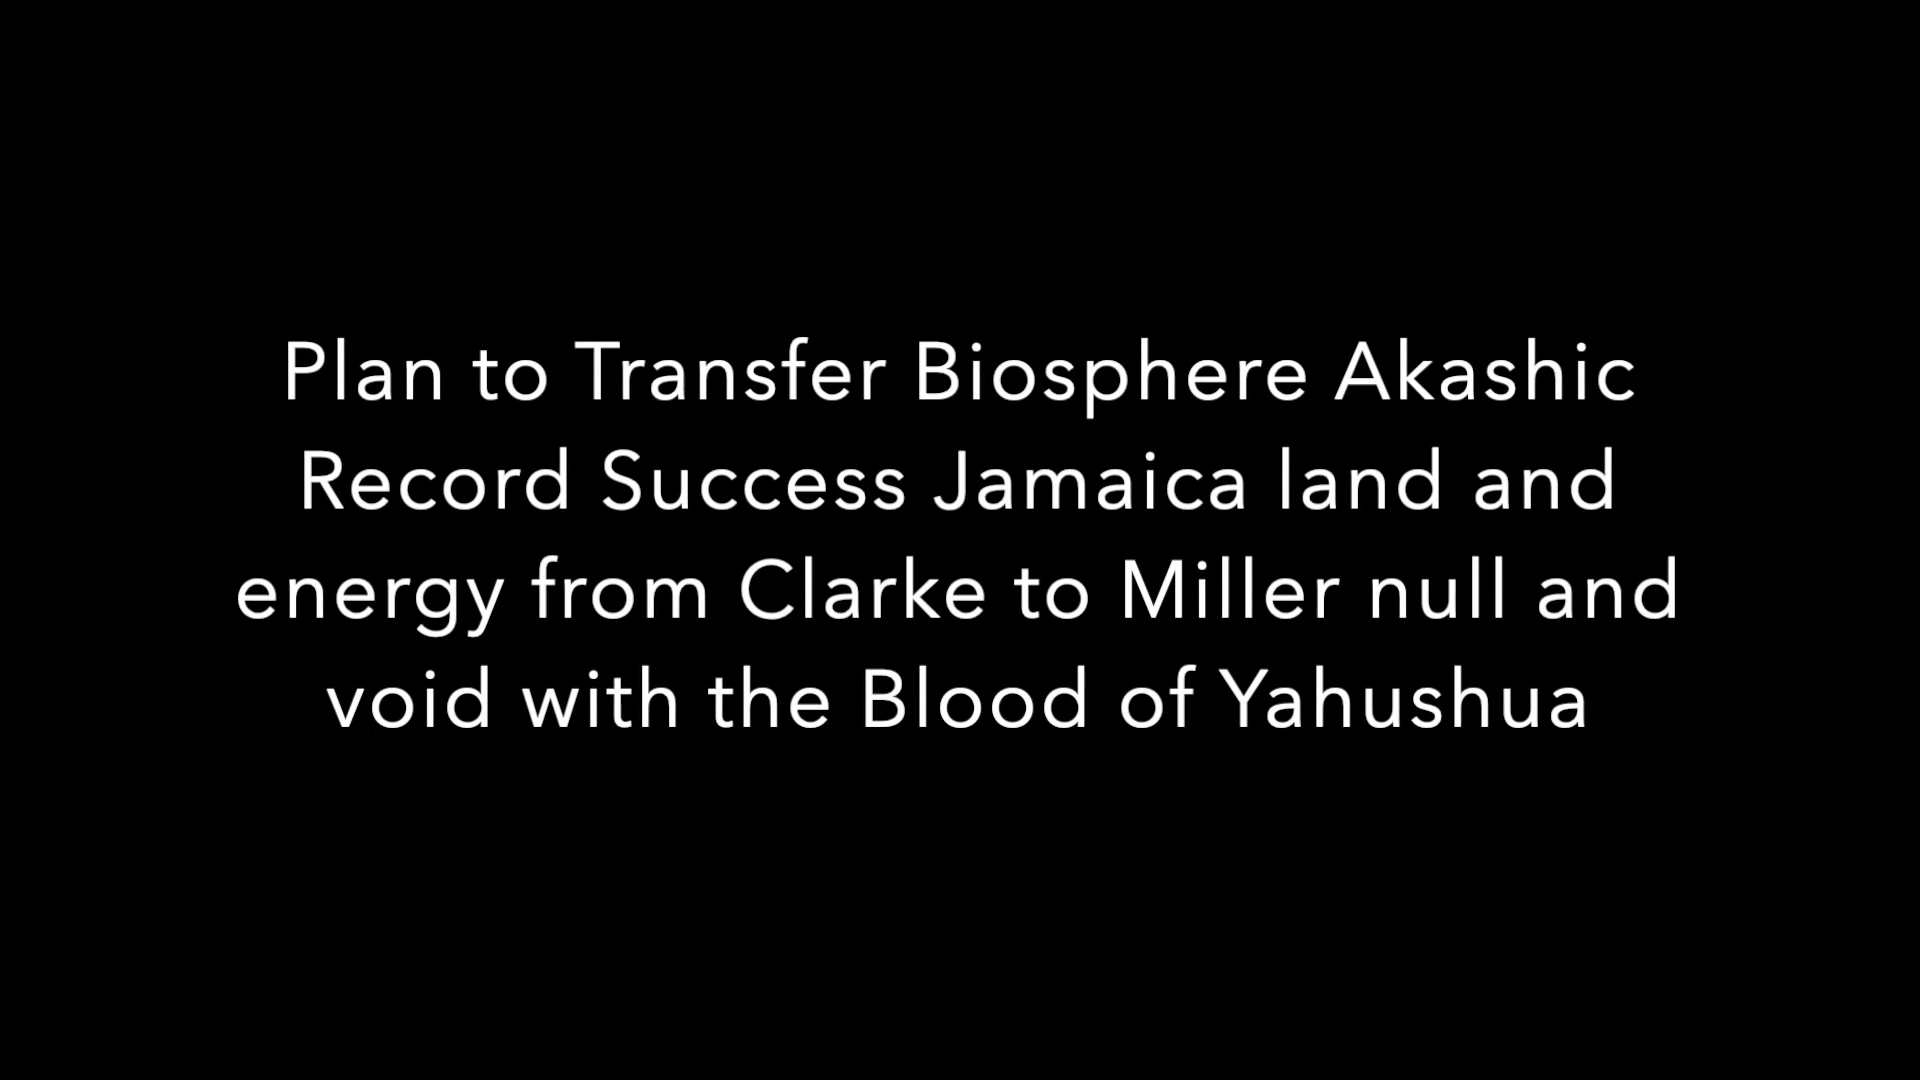 Plan to Transfer Biosphere Akashic
Record Success Jamaica land and
energy from Clarke to Miller null and
void with the Blood of Yahushua